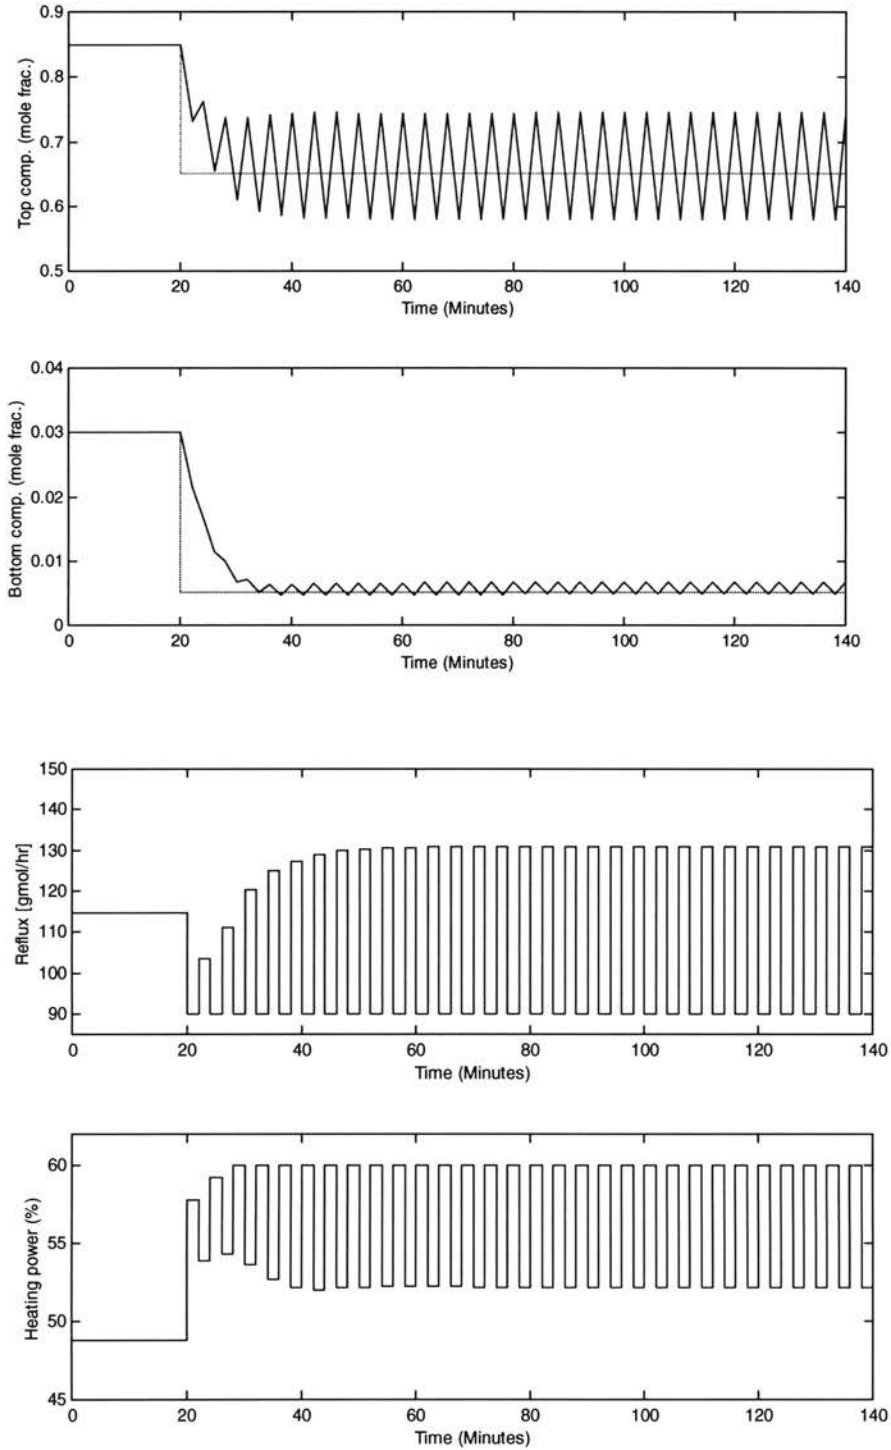 0.9
0.8
0.7
0.6
0.5
Top comp. (mole frac.)
0 20 40 60 80 100 120 140
Time (Minutes)
0.04
0.03
0.02
0.01
0
Bottom comp. (mole frac.)
0 20 40 60 80 100 120 140
Time (Minutes)
150
140
130
120
110
100
90
Reflux [gmol/hr]
0 20 40 60 80 100 120 140
Time (Minutes)
60
55
50
45
Heating power (%)
0 20 40 60 80 100 120 140
Time (Minutes)